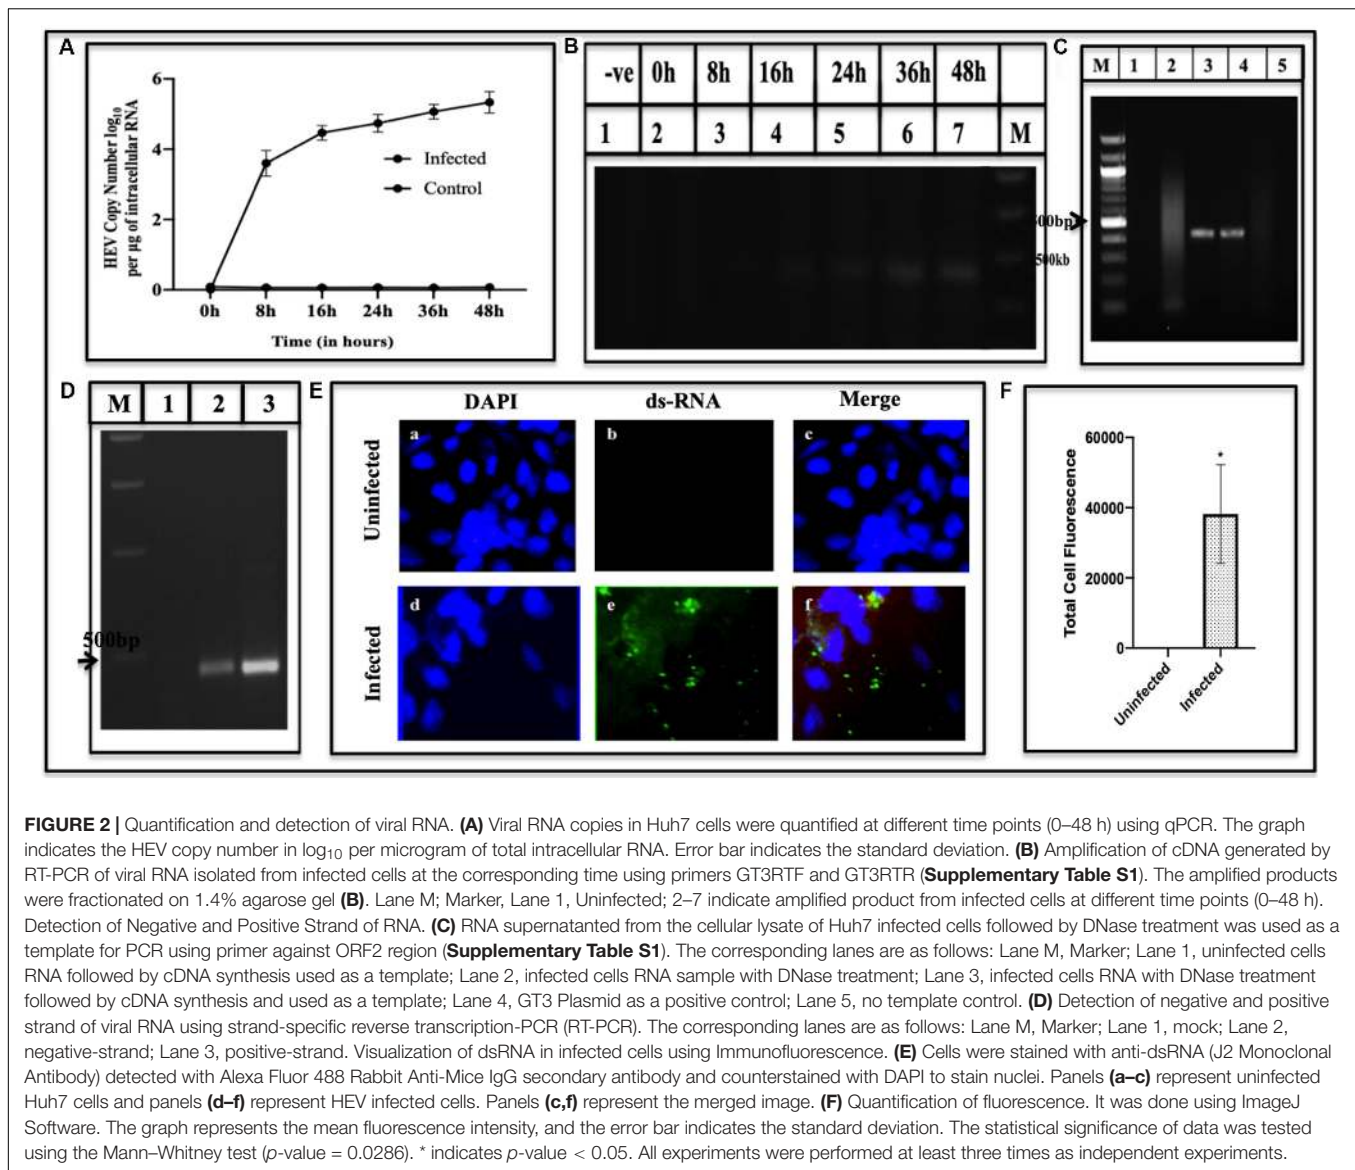 A
6
4
2
0
HEV Copy Number log10
per μg of intracellular RNA
Infected
Control
0h 8h 16h 24h 36h 48h
Time (in hours)
B
-ve 0h 8h 16h 24h 36h 48h
1 2 3 4 5 6 7 M
500kb
C
M 1 2 3 4 5
00bp
D
M 1 2 3
500bp
E
DAPI ds-RNA Merge
Uninfected
a b c
Infected
d e f
F
60000
40000
20000
0
Total Cell Fluorescence
*
Uninfected
Infected
FIGURE 2 | Quantification and detection of viral RNA. (A) Viral RNA copies in Huh7 cells were quantified at different time points (0–48 h) using qPCR. The graph
indicates the HEV copy number in log10 per microgram of total intracellular RNA. Error bar indicates the standard deviation. (B) Amplification of cDNA generated by
RT-PCR of viral RNA isolated from infected cells at the corresponding time using primers GT3RTF and GT3RTR (Supplementary Table S1). The amplified products
were fractionated on 1.4% agarose gel (B). Lane M; Marker, Lane 1, Uninfected; 2–7 indicate amplified product from infected cells at different time points (0–48 h).
Detection of Negative and Positive Strand of RNA. (C) RNA supernatanted from the cellular lysate of Huh7 infected cells followed by DNase treatment was used as a
template for PCR using primer against ORF2 region (Supplementary Table S1). The corresponding lanes are as follows: Lane M, Marker; Lane 1, uninfected cells
RNA followed by cDNA synthesis used as a template; Lane 2, infected cells RNA sample with DNase treatment; Lane 3, infected cells RNA with DNase treatment
followed by cDNA synthesis and used as a template; Lane 4, GT3 Plasmid as a positive control; Lane 5, no template control. (D) Detection of negative and positive
strand of viral RNA using strand-specific reverse transcription-PCR (RT-PCR). The corresponding lanes are as follows: Lane M, Marker; Lane 1, mock; Lane 2,
negative-strand; Lane 3, positive-strand. Visualization of dsRNA in infected cells using Immunofluorescence. (E) Cells were stained with anti-dsRNA (J2 Monoclonal
Antibody) detected with Alexa Fluor 488 Rabbit Anti-Mice IgG secondary antibody and counterstained with DAPI to stain nuclei. Panels (a–c) represent uninfected
Huh7 cells and panels (d–f) represent HEV infected cells. Panels (c,f) represent the merged image. (F) Quantification of fluorescence. It was done using ImageJ
Software. The graph represents the mean fluorescence intensity, and the error bar indicates the standard deviation. The statistical significance of data was tested
using the Mann–Whitney test (p-value = 0.0286). * indicates p-value < 0.05. All experiments were performed at least three times as independent experiments.